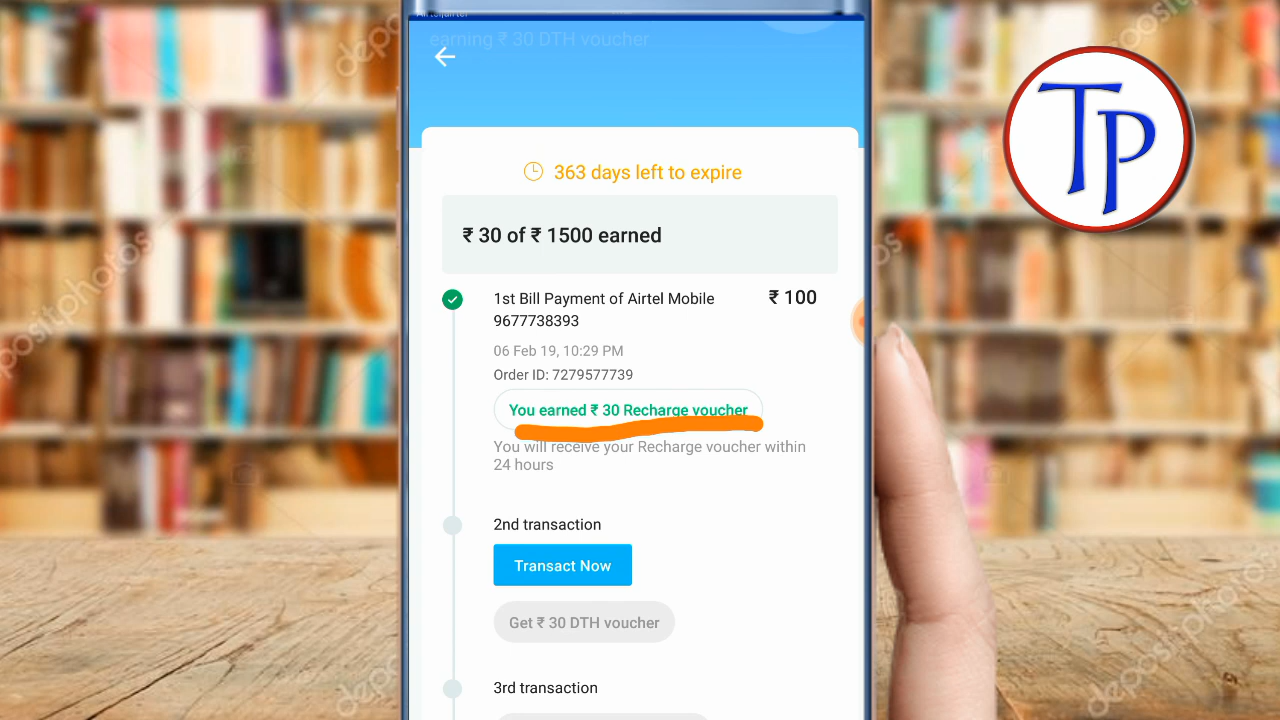 earning ₹ 30 DTH voucher
TP
363 days left to expire
₹ 30 of ₹ 1500 earned
1st Bill Payment of Airtel Mobile ₹ 100
9677738393
06 Feb 19, 10:29 PM
Order ID: 7279577739
You earned ₹ 30 Recharge voucher
You will receive your Recharge voucher within
24 hours
2nd transaction
Transact Now
Get ₹ 30 DTH voucher
3rd transaction
depositphotos
depositphotos